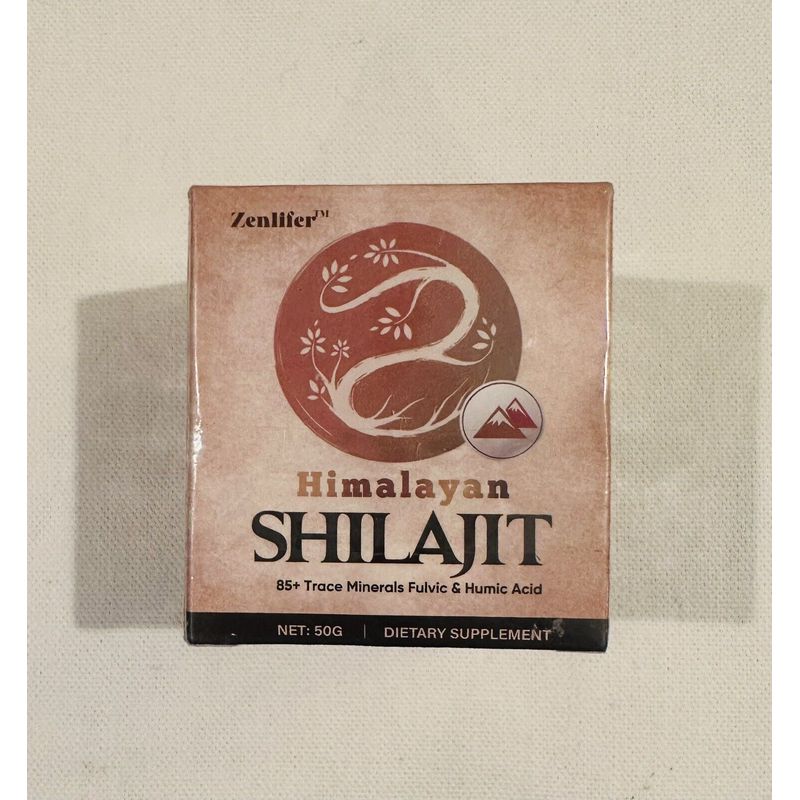 Zenlifer™
Himalayan
SHILAJIT
85+ Trace Minerals Fulvic & Humic Acid
NET: 50G | DIETARY SUPPLEMENT